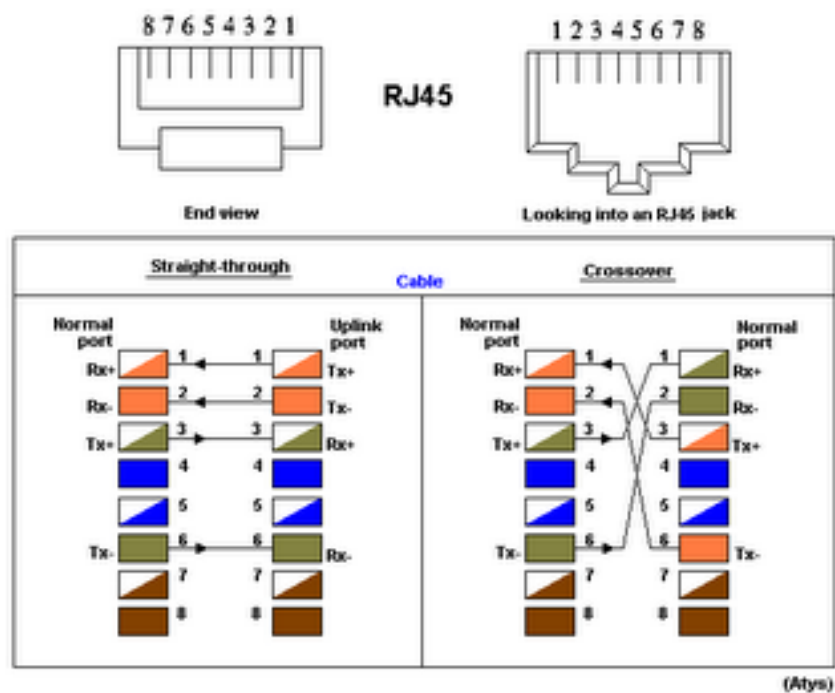 8 7 6 5 4 3 2 1
1 2 3 4 5 6 7 8
RJ45
End view
Looking into an RJ45 jack
Straight-through
Cable
Crossover
Normal port
Uplink port
Rx+ 1 1 Tx+
Rx- 2 2 Tx-
Tx+ 3 3 Rx+
4 4
5 5
Tx- 6 6 Rx-
7 7
8 8
Normal port
Normal port
Rx+ 1 1 Rx+
Rx- 2 2 Rx-
Tx+ 3 3 Tx+
4 4
5 5
Tx- 6 6 Tx-
7 7
8 8
(Atys)